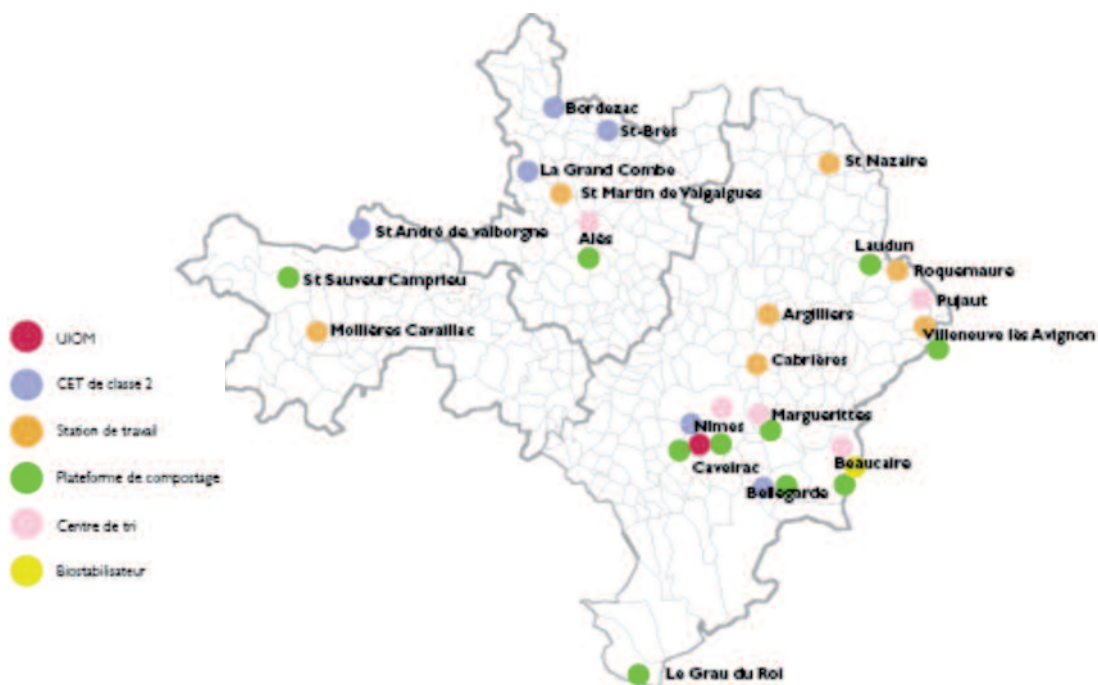 Bordezac
St-Brès
St Nazaire
La Grand Combe
St Martin de Valgalgues
St André de valborgne
Alès
Laudun
St Sauveur Camprieu
Roquemaure
Pujaut
Argilliers
Mollières Cavaillac
Villeneuve lès Avignon
UIOM
Cabrières
CET de classe 2
Marguerittes
Nîmes
Station de travail
Caveirac
Beaucaire
Plateforme de compostage
Bellegarde
Centre de tri
Biostabilisateur
Le Grau du Roi